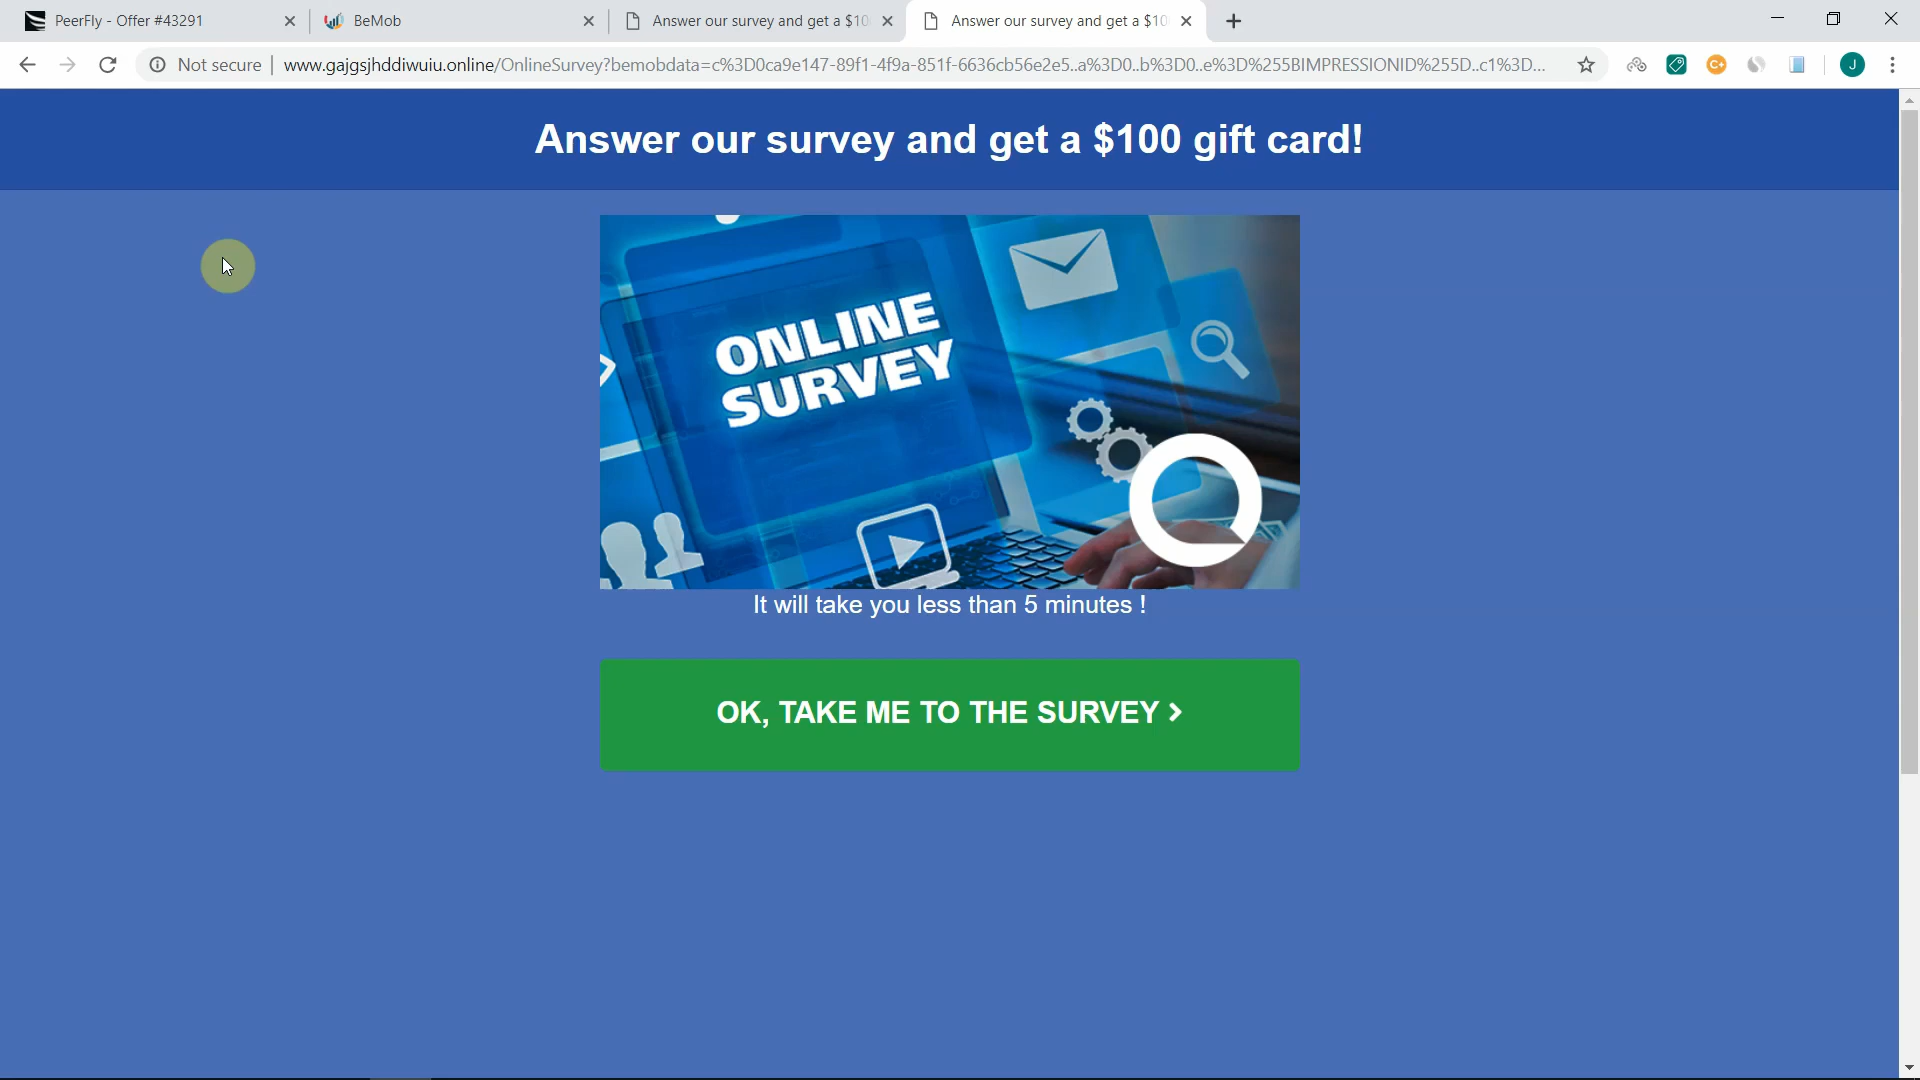 PeerFly - Offer #43291
BeMob
Answer our survey and get a $10
Answer our survey and get a $10
Not secure
www.gajgsjhddiwuiu.online/OnlineSurvey?bemobdata=c%3D0ca9e147-89f1-4f9a-851f-6636cb56e2e5..a%3D0..b%3D0..e%3D%255BIMPRESSIONID%255D..c1%3D...
C+
J
Answer our survey and get a $100 gift card!
ONLINE
SURVEY
It will take you less than 5 minutes !
OK, TAKE ME TO THE SURVEY